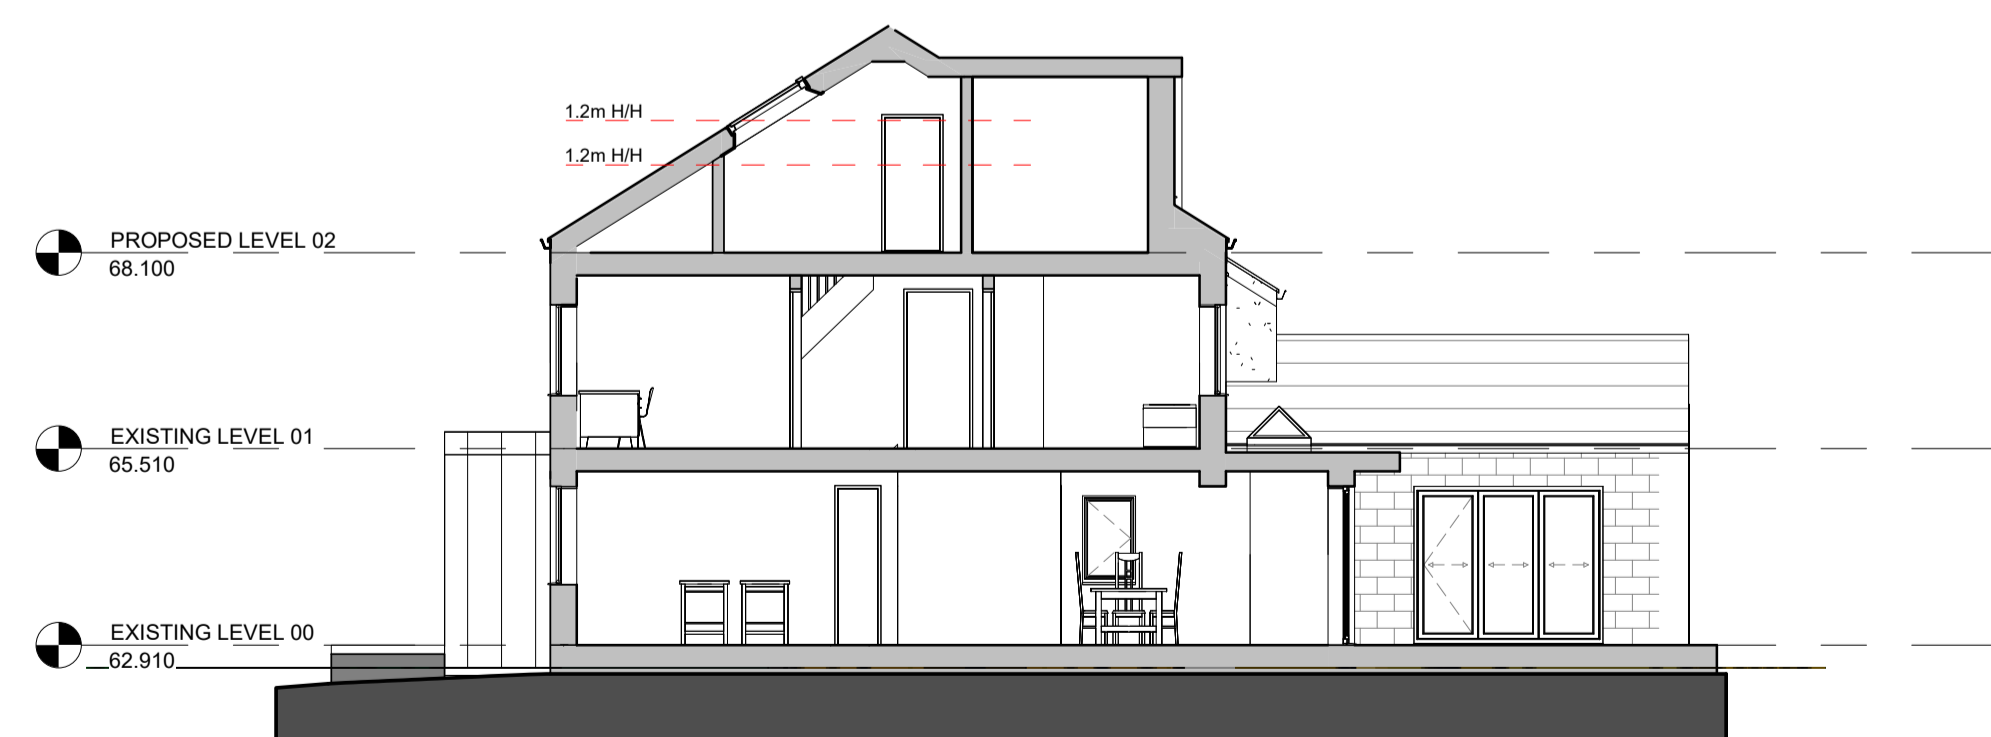 1.2m H/H
1.2m H/H
PROPOSED LEVEL 02
68.100
EXISTING LEVEL 01
65.510
EXISTING LEVEL 00
62.910